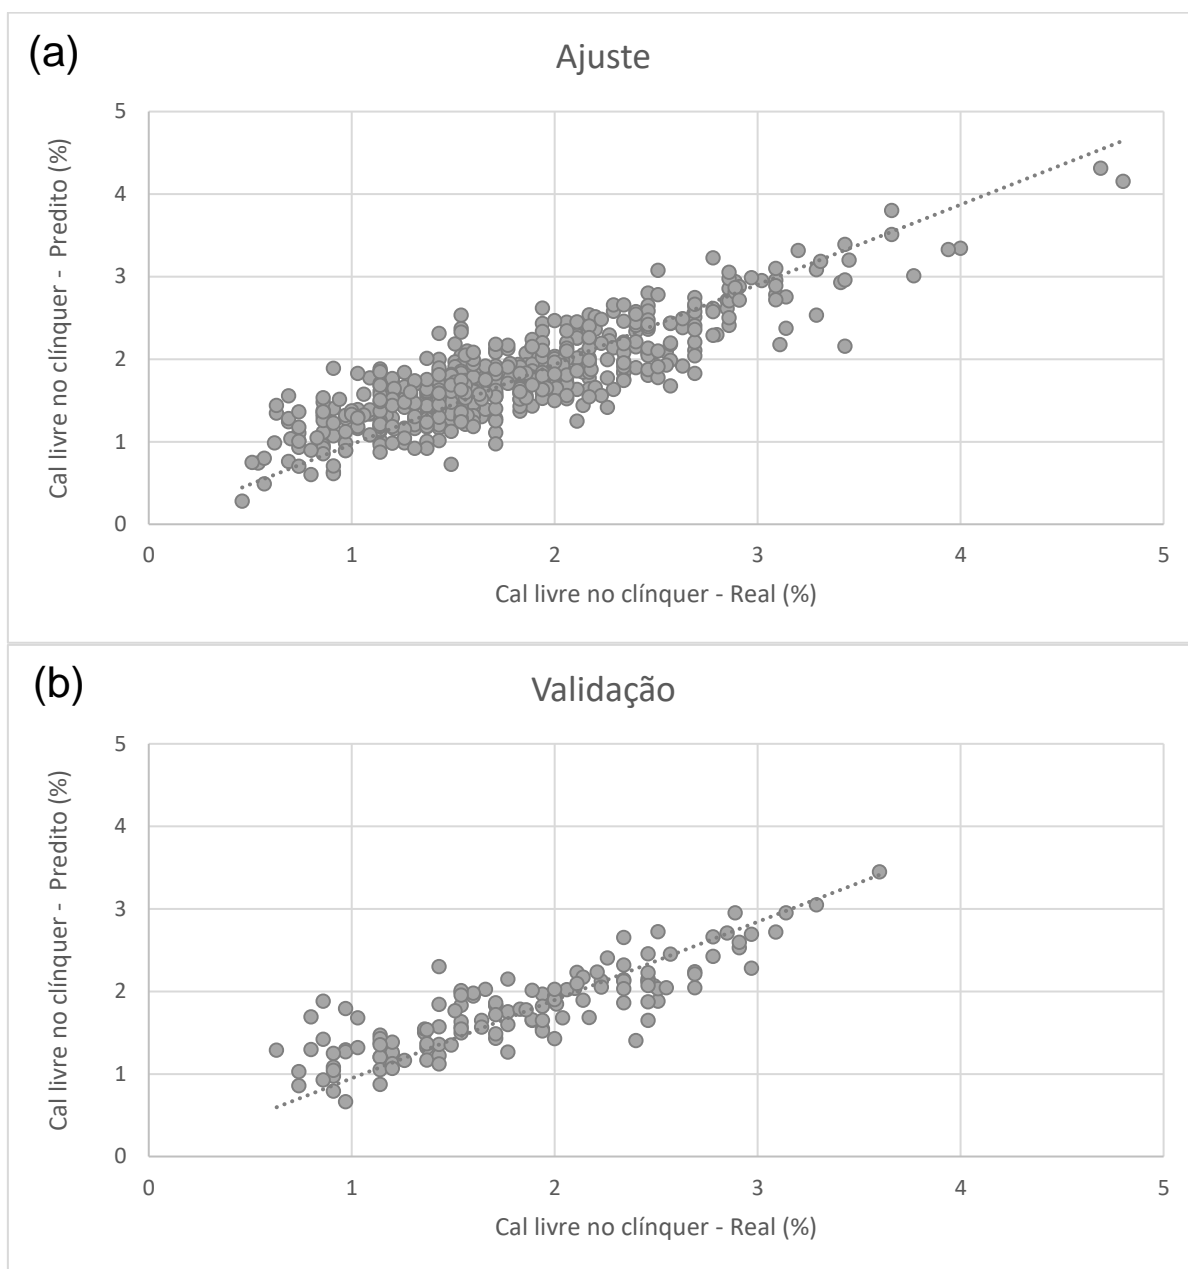 (a)
Ajuste
Cal livre no clínquer - Predito (%)
5
4
3
2
1
0
0 1 2 3 4 5
Cal livre no clínquer - Real (%)
(b)
Validação
Cal livre no clínquer - Predito (%)
5
4
3
2
1
0
0 1 2 3 4 5
Cal livre no clínquer - Real (%)